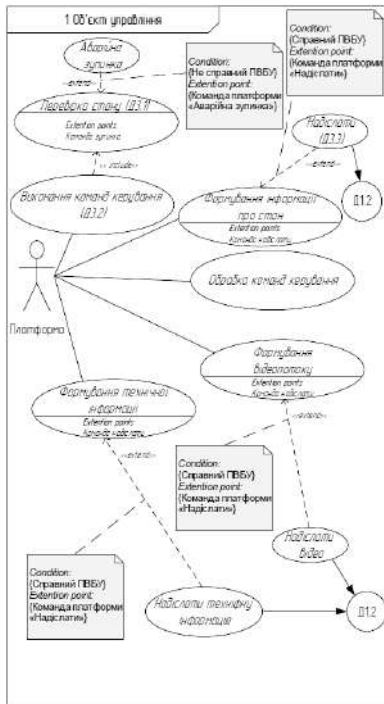 1 Об'єкт управління
Аварійна
зупинка
«extend»
Condition:
{Не справний ПВБУ}
Extention point:
{Команда платформи
«Аварійна зупинка»}
Condition:
{Справний ПВБУ}
Extention point:
{Команда платформи
«Надіслати»}
Перевірка стану (Д3.1)
Extention points
Команда зупинка
Надіслати
(Д3.3)
«extend»
«include»
Виконання команд керування
(Д3.2)
Формування інформації
про стан
Extention points
Команда надіслати
Д1.2
Обробка команд керування
Платформа
Формування
відеопотоку
Extention points
Команда надіслати
Формування технічної
інформації
Extention points
Команда надіслати
«extend»
«extend»
Condition:
{Справний ПВБУ}
Extention point:
{Команда платформи
«Надіслати»}
Надіслати
відео
Condition:
{Справний ПВБУ}
Extention point:
{Команда платформи
«Надіслати»}
Надіслати технічну
інформацію
Д1.2